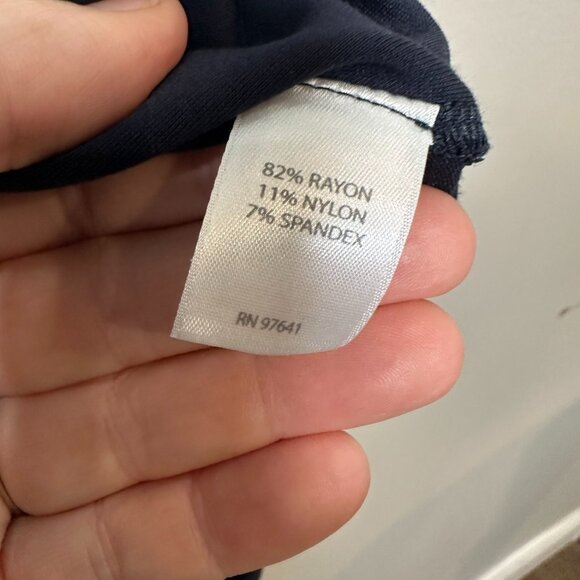 82% RAYON
11% NYLON
7% SPANDEX
RN 97641